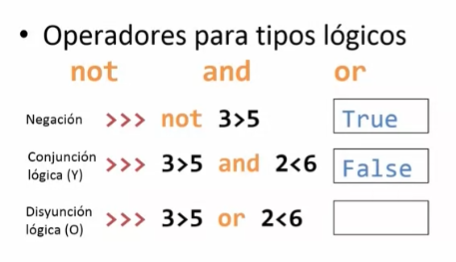 • Operadores para tipos lógicos
not and or
Negación >>> not 3>5 True
Conjunción lógica (Y) >>> 3>5 and 2<6 False
Disyunción lógica (O) >>> 3>5 or 2<6